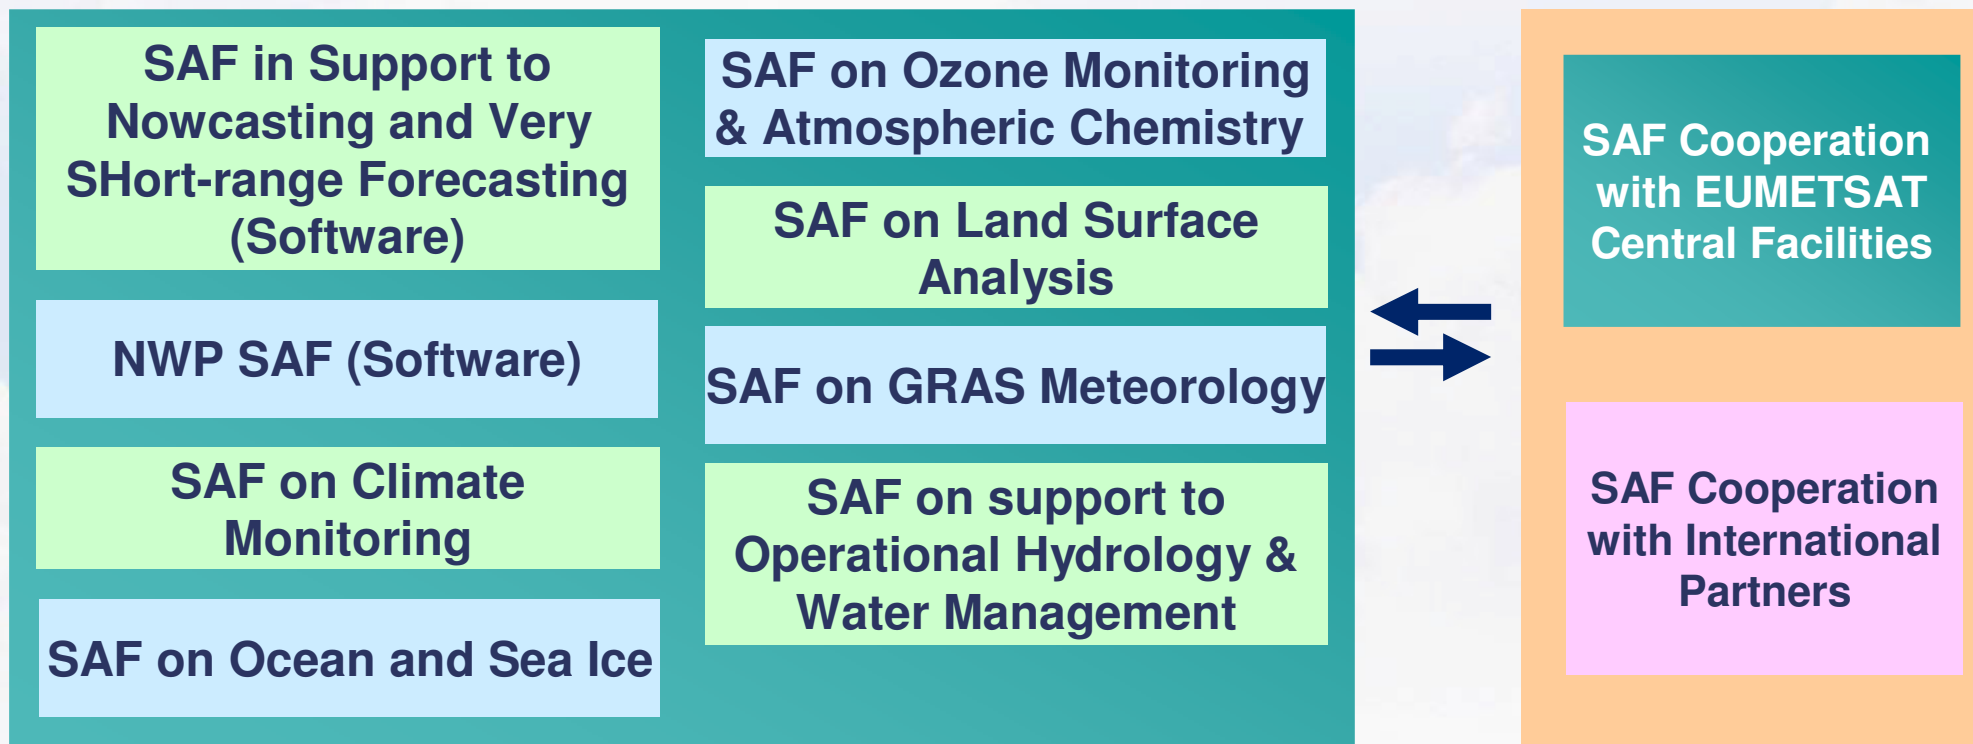 SAF in Support to
Nowcasting and Very
SHort-range Forecasting
(Software)
NWP SAF (Software)
SAF on Climate
Monitoring
SAF on Ocean and Sea Ice
SAF on Ozone Monitoring
& Atmospheric Chemistry
SAF on Land Surface
Analysis
SAF on GRAS Meteorology
SAF on support to
Operational Hydrology &
Water Management
SAF Cooperation
with EUMETSAT
Central Facilities
SAF Cooperation
with International
Partners